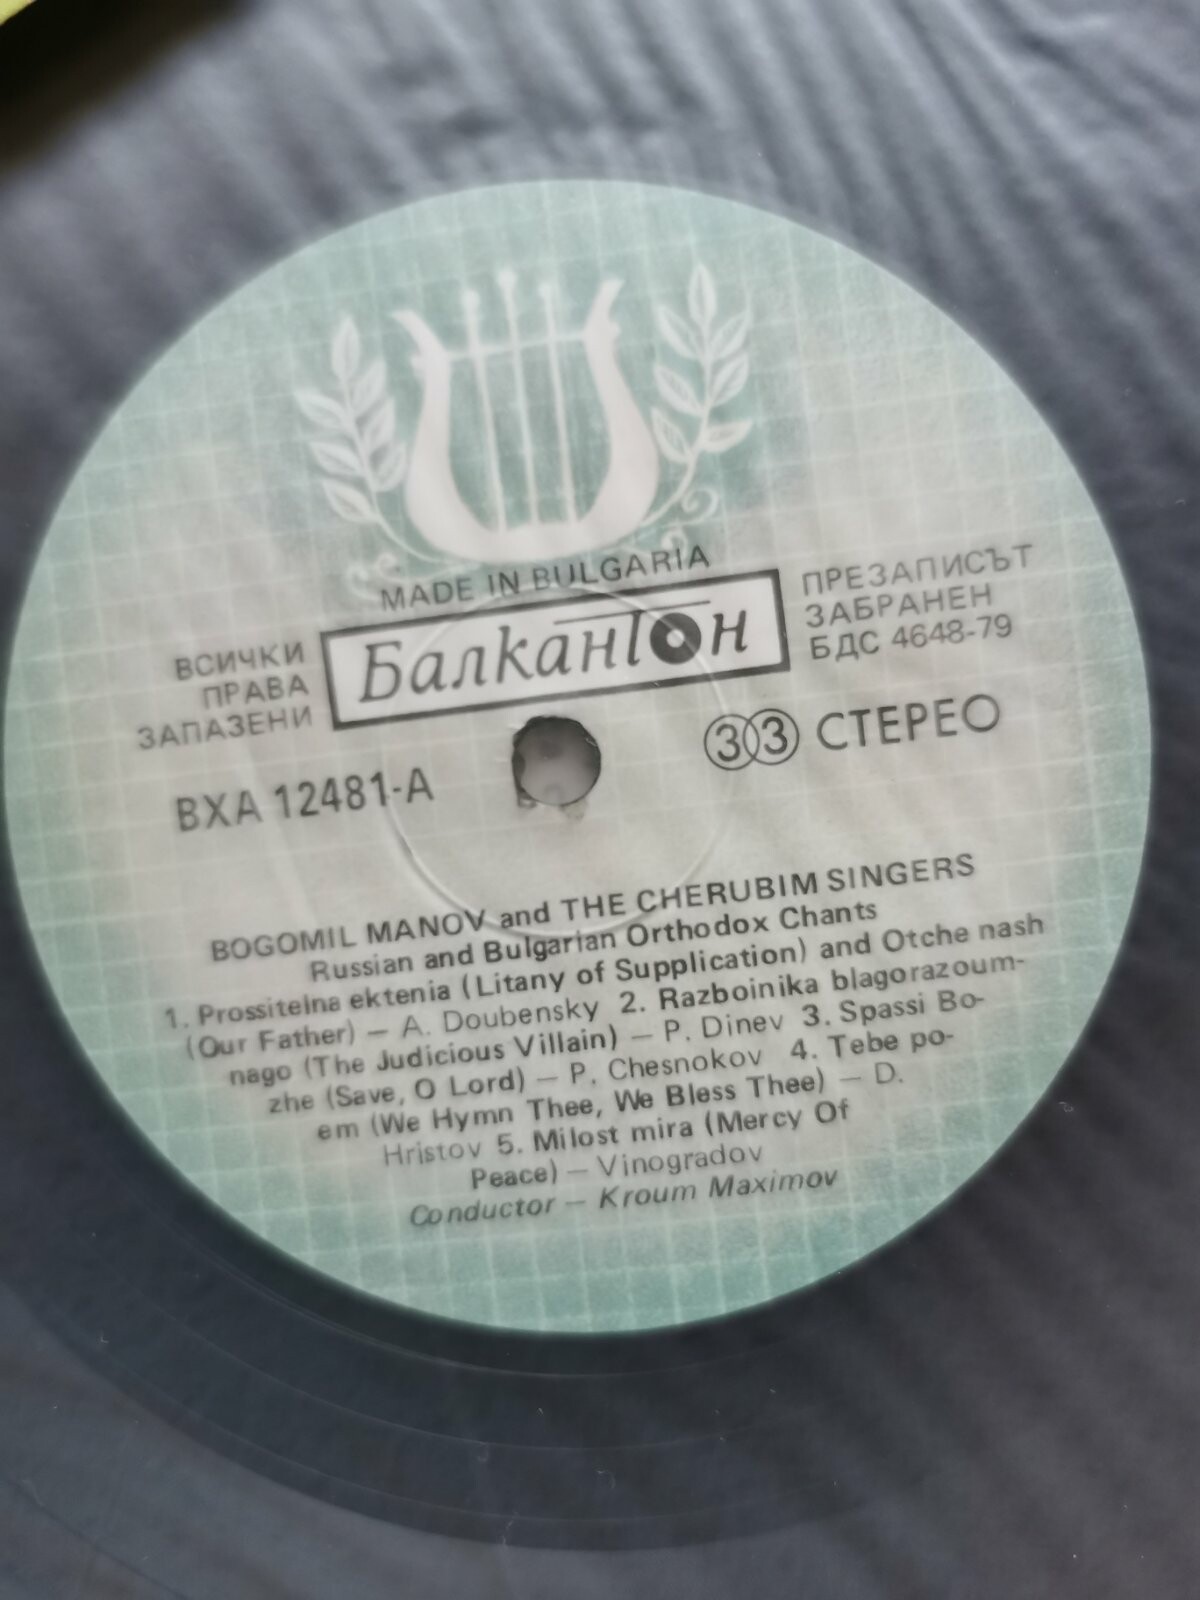 MADE IN BULGARIA
Балкантон
ВСИЧКИ
ПРАВА
ЗАПАЗЕНИ
ПРЕЗАПИСЪТ
ЗАБРАНЕН
БДС 4648-79
33 СТЕРЕО
ВХА 12481-А
BOGOMIL MANOV and THE CHERUBIM SINGERS
Russian and Bulgarian Orthodox Chants
1. Prossitelna ektenia (Litany of Supplication) and Otche nash
(Our Father) — A. Doubensky 2. Razboinika blagorazoum-
nago (The Judicious Villain) — P. Dinev 3. Spassi Bo-
zhe (Save, O Lord) — P. Chesnokov 4. Tebe po-
em (We Hymn Thee, We Bless Thee) — D.
Hristov 5. Milost mira (Mercy Of
Peace) — Vinogradov
Conductor — Kroum Maximov